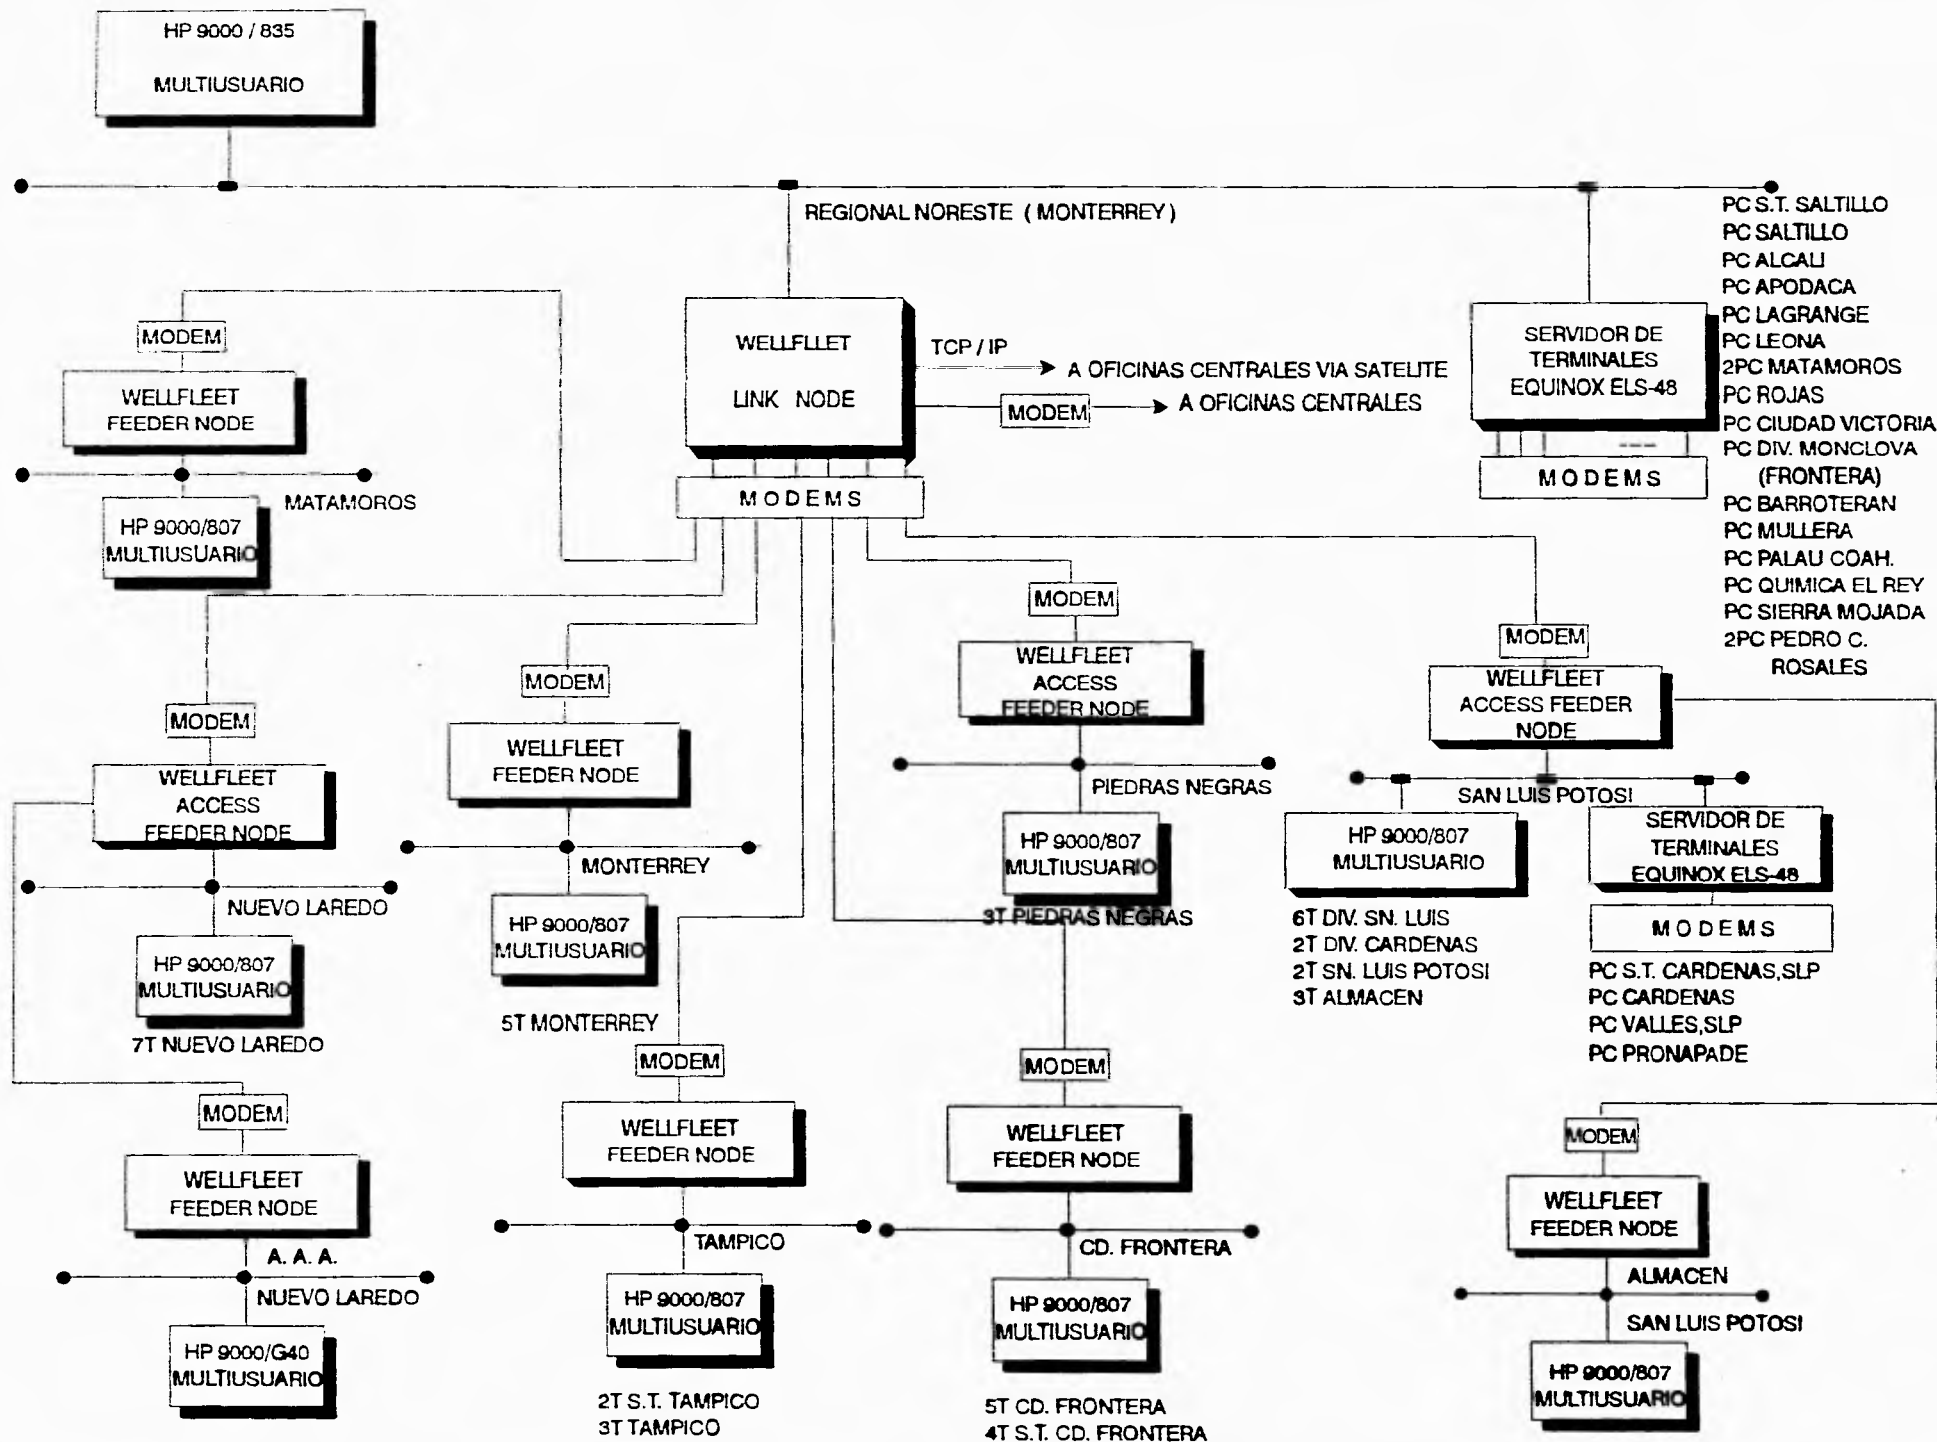 HP 9000 / 835
MULTIUSUARIO
REGIONAL NORESTE ( MONTERREY )
PC S.T. SALTILLO
PC SALTILLO
PC ALCALI
PC APODACA
PC LAGRANGE
PC LEONA
2PC MATAMOROS
PC ROJAS
PC CIUDAD VICTORIA
PC DIV. MONCLOVA
(FRONTERA)
PC BARROTERAN
PC MULLERA
PC PALAU COAH.
PC QUIMICA EL REY
PC SIERRA MOJADA
2PC PEDRO C.
ROSALES
MODEM
WELLFLEET
FEEDER NODE
MATAMOROS
HP 9000/807
MULTIUSUARIO
WELLFLLET
LINK NODE
TCP / IP
A OFICINAS CENTRALES VIA SATELITE
MODEM
A OFICINAS CENTRALES
MODEMS
SERVIDOR DE
TERMINALES
EQUINOX ELS-48
MODEMS
MODEM
WELLFLEET
ACCESS
FEEDER NODE
NUEVO LAREDO
HP 9000/807
MULTIUSUARIO
7T NUEVO LAREDO
MODEM
WELLFLEET
FEEDER NODE
A. A. A.
NUEVO LAREDO
HP 9000/G40
MULTIUSUARIO
MODEM
WELLFLEET
FEEDER NODE
MONTERREY
HP 9000/807
MULTIUSUARIO
5T MONTERREY
MODEM
WELLFLEET
FEEDER NODE
TAMPICO
HP 9000/807
MULTIUSUARIO
2T S.T. TAMPICO
3T TAMPICO
MODEM
WELLFLEET
ACCESS
FEEDER NODE
PIEDRAS NEGRAS
HP 9000/807
MULTIUSUARIO
3T PIEDRAS NEGRAS
MODEM
WELLFLEET
FEEDER NODE
CD. FRONTERA
HP 9000/807
MULTIUSUARIO
5T CD. FRONTERA
4T S.T. CD. FRONTERA
MODEM
WELLFLEET
ACCESS FEEDER
NODE
SAN LUIS POTOSI
HP 9000/807
MULTIUSUARIO
6T DIV. SN. LUIS
2T DIV. CARDENAS
2T SN. LUIS POTOSI
3T ALMACEN
SERVIDOR DE
TERMINALES
EQUINOX ELS-48
MODEMS
PC S.T. CARDENAS,SLP
PC CARDENAS
PC VALLES,SLP
PC PRONAPADE
MODEM
WELLFLEET
FEEDER NODE
ALMACEN
SAN LUIS POTOSI
HP 9000/807
MULTIUSUARIO